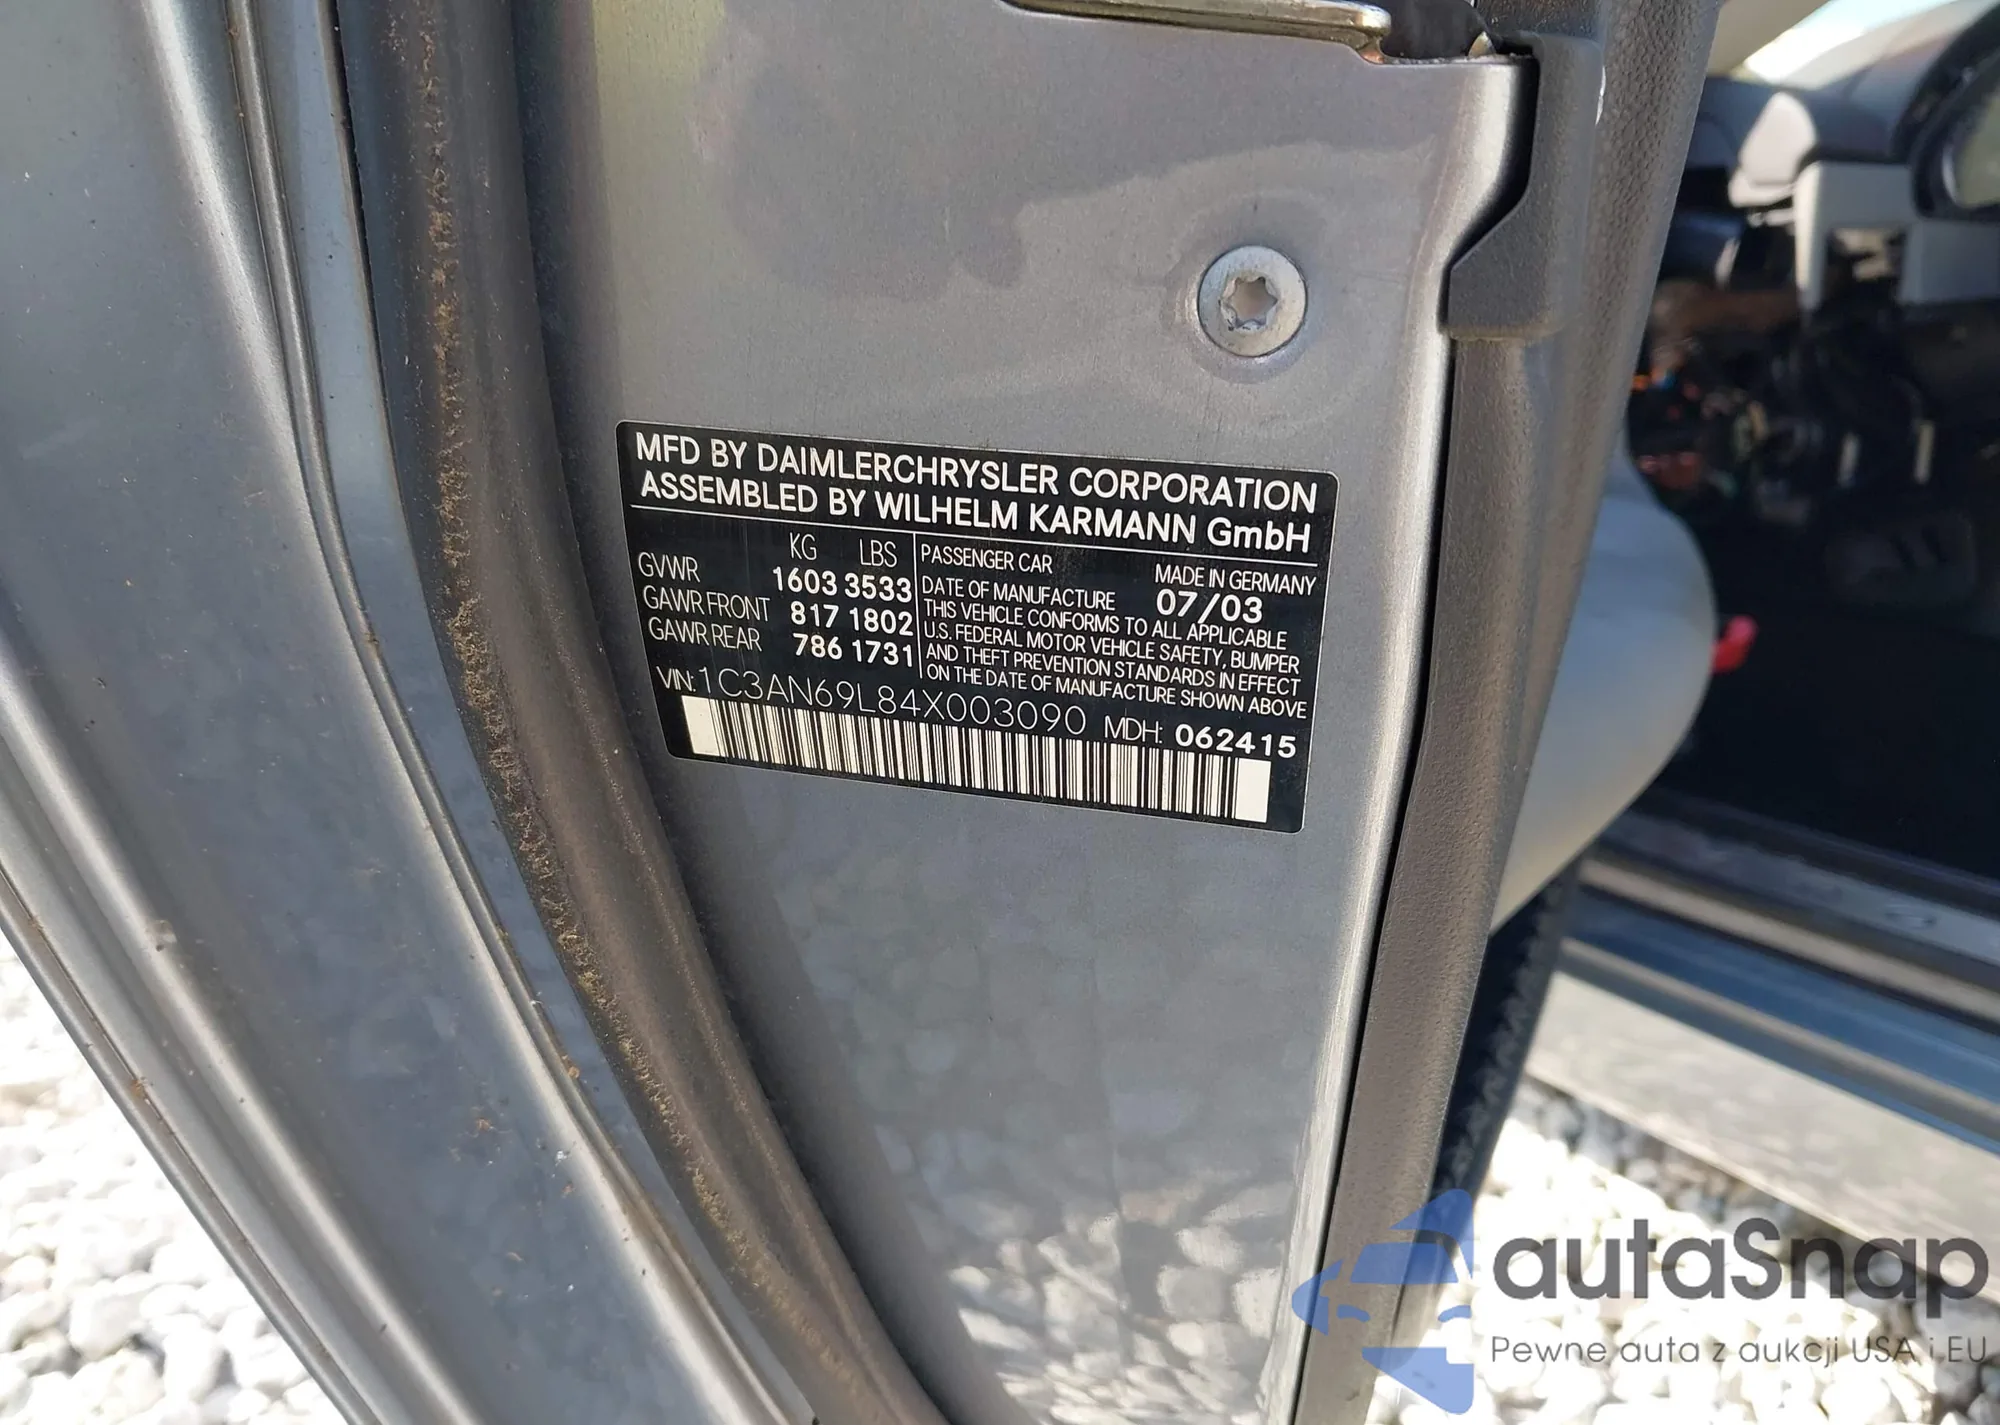 MFD BY DAIMLERCHRYSLER CORPORATION
ASSEMBLED BY WILHELM KARMANN GmbH
KG LBS
GVWR 1603 3533
GAWR FRONT 817 1802
GAWR REAR 786 1731
PASSENGER CAR
MADE IN GERMANY
DATE OF MANUFACTURE 07/03
THIS VEHICLE CONFORMS TO ALL APPLICABLE
U.S. FEDERAL MOTOR VEHICLE SAFETY, BUMPER
AND THEFT PREVENTION STANDARDS IN EFFECT
ON THE DATE OF MANUFACTURE SHOWN ABOVE
VIN: 1C3AN69L84X003090 MDH: 062415
autaSnap
Pewne auta z aukcji USA i EU